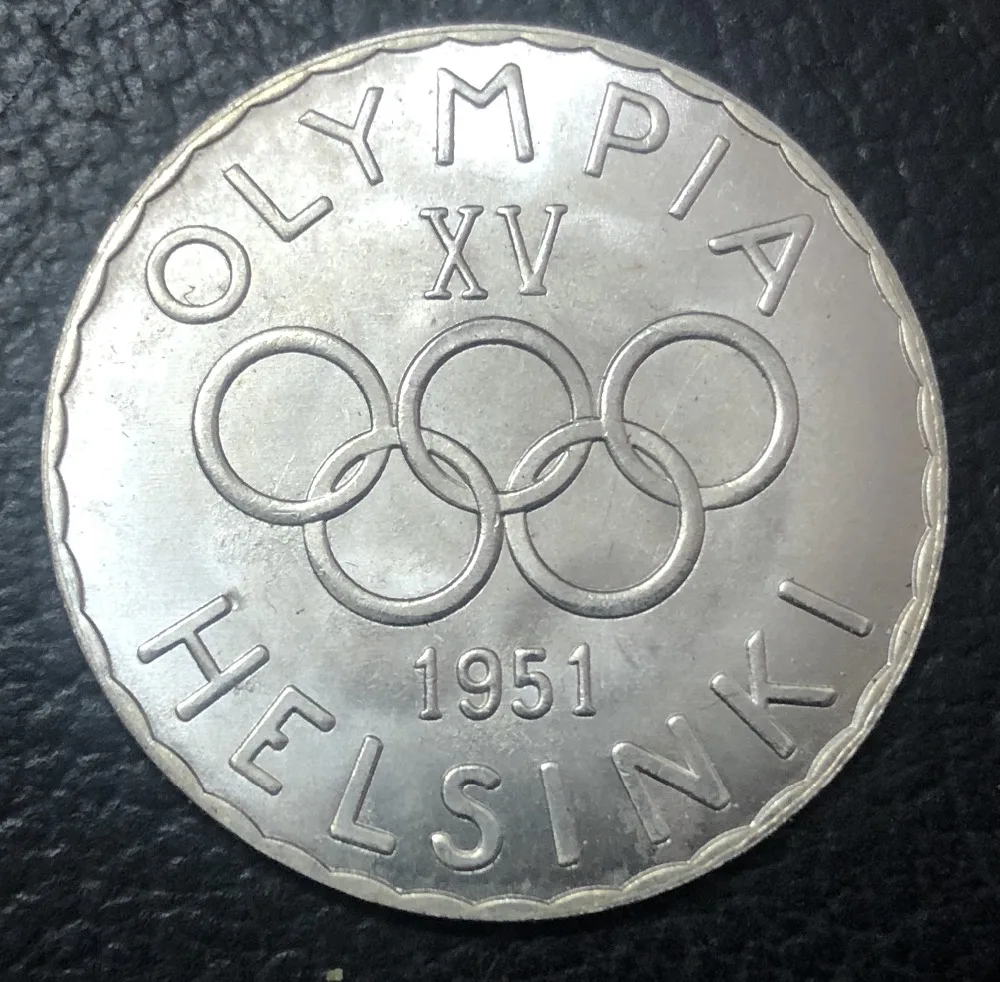 OLYMPIA
XV
1951
HELSINKI